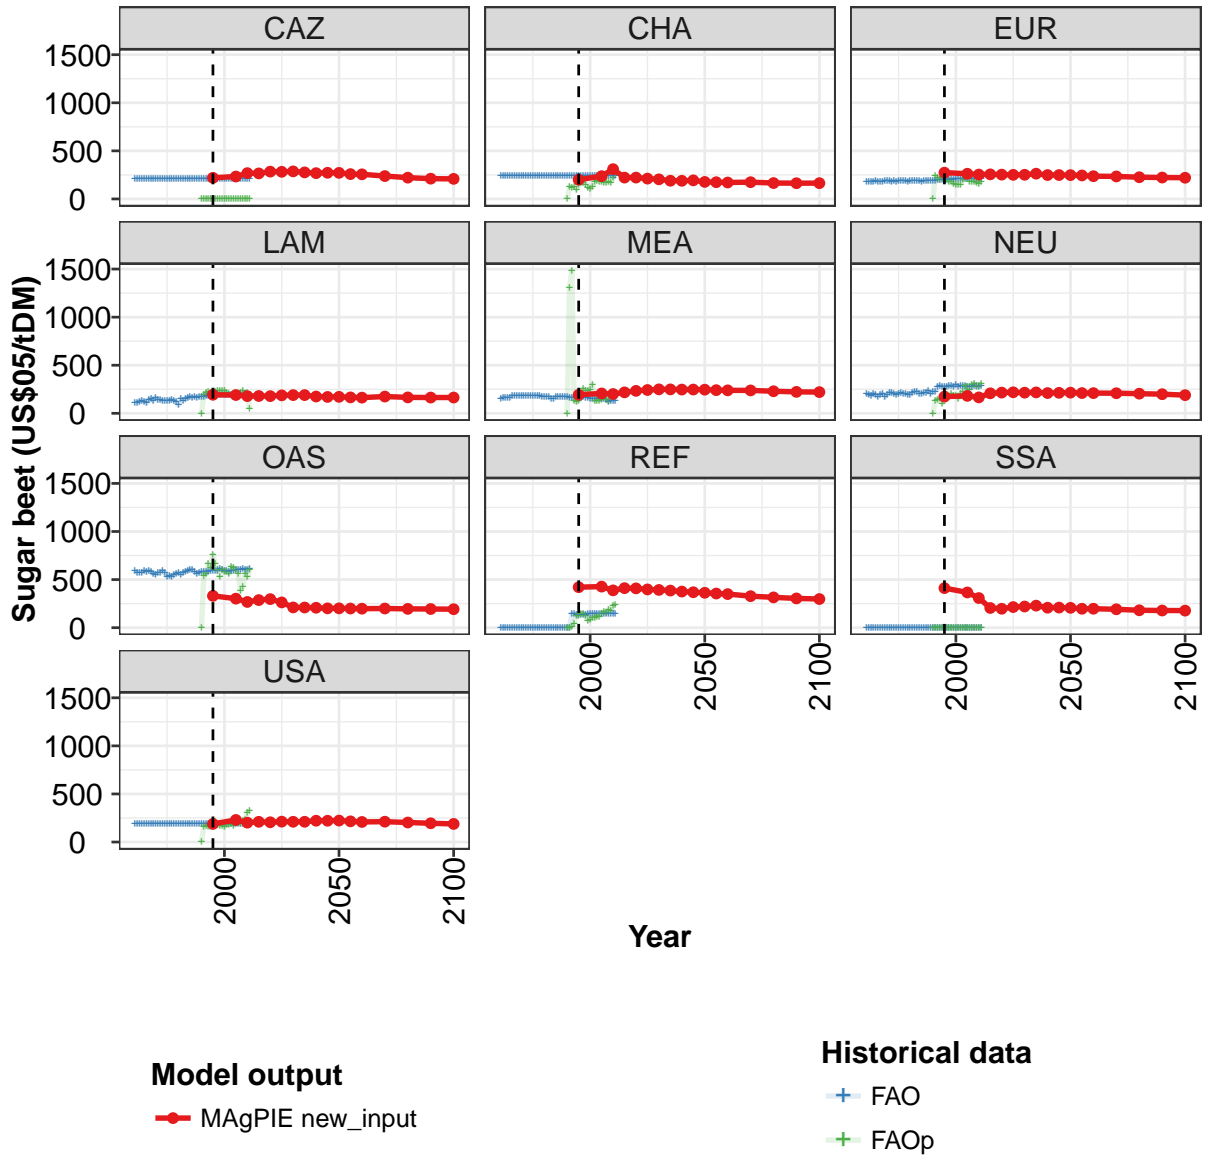 CAZ CHA EUR
1500
1000
500
0
LAM MEA NEU
1500
1000
500
0
Sugar beet (US$05/tDM)
OAS REF SSA
1500
1000
500
0
USA
2000 2050 2100 2000 2050 2100
1500
1000
500
0
2000 2050 2100
Year
Model output
MAgPIE new_input
Historical data
FAO
FAOp